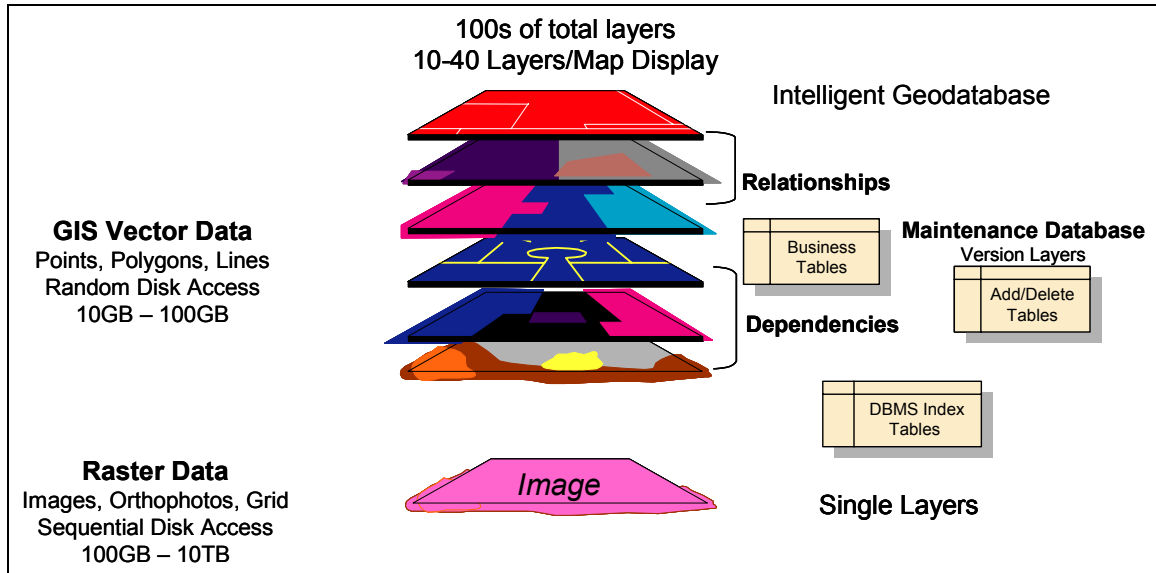 100s of total layers
10-40 Layers/Map Display
Intelligent Geodatabase
Relationships
GIS Vector Data
Points, Polygons, Lines
Random Disk Access
10GB – 100GB
Business
Tables
Maintenance Database
Version Layers
Add/Delete
Tables
Dependencies
DBMS Index
Tables
Raster Data
Images, Orthophotos, Grid
Sequential Disk Access
100GB – 10TB
Image
Single Layers